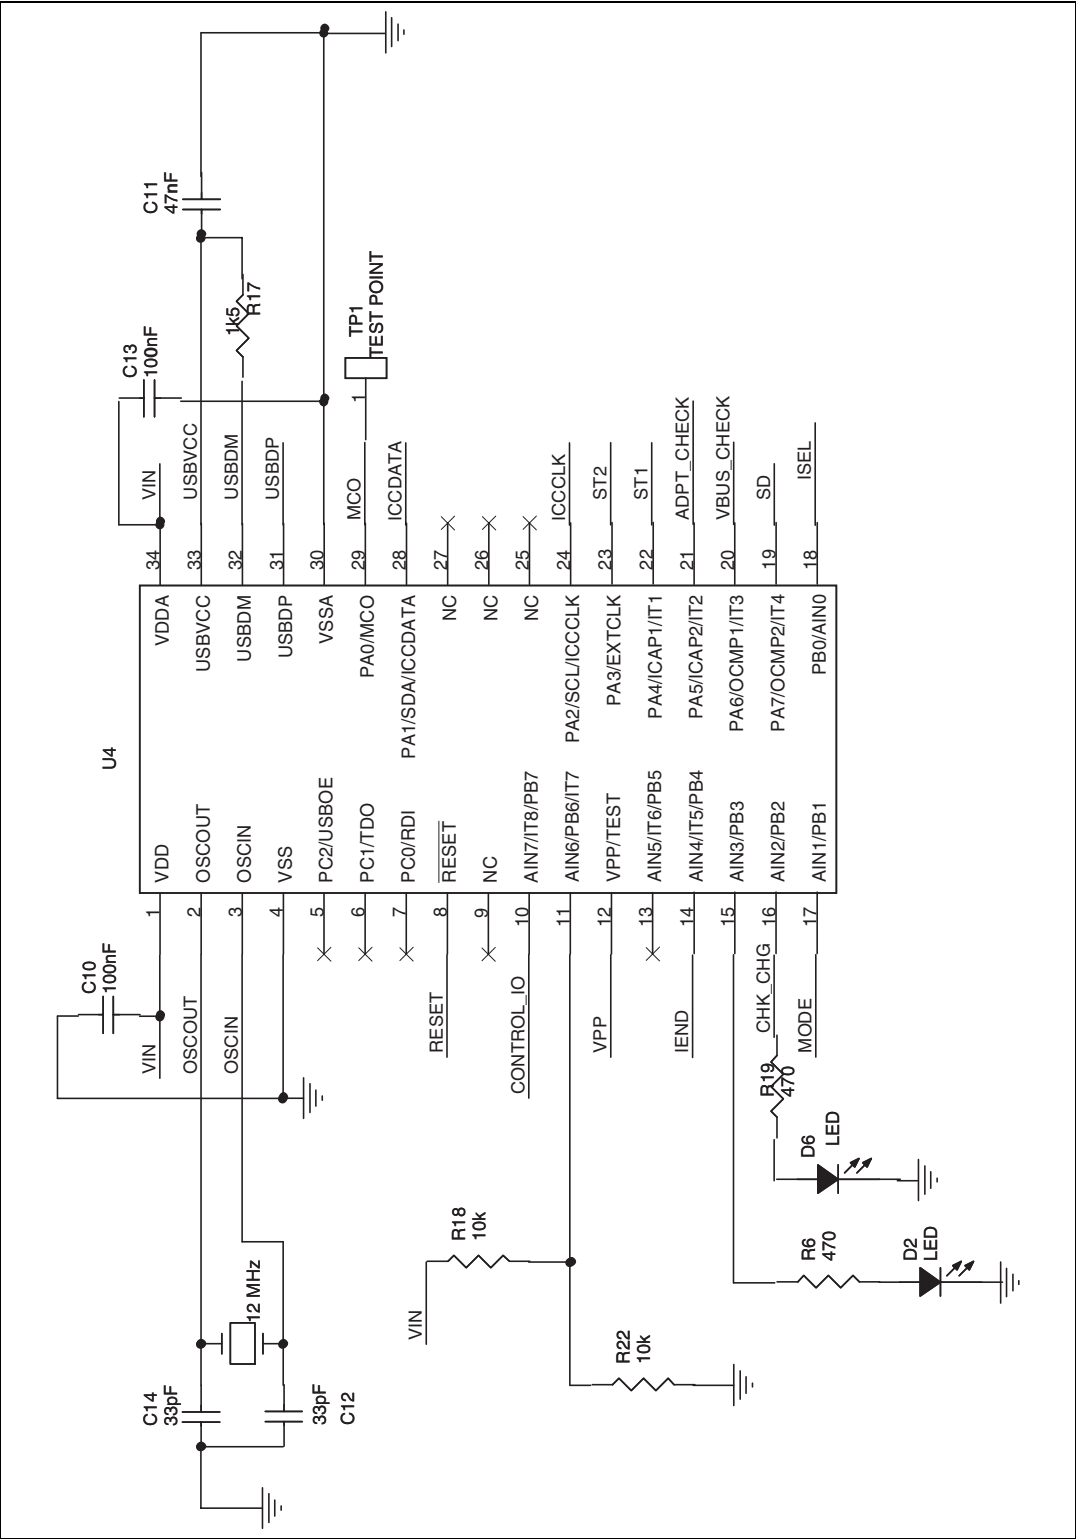 U4
C14
33pF
12 MHz
33pF
C12
C10
100nF
VIN
OSCOUT
OSCIN
1
2
3
4
5
6
7
8
9
10
11
12
13
14
15
16
17
RESET
CONTROL_IO
VPP
IEND
CHK_CHG
MODE
VIN
R18
10k
R22
10k
R19
470
D6
LED
R6
470
D2
LED
VDD
OSCOUT
OSCIN
VSS
PC2/USBOE
PC1/TDO
PC0/RDI
RESET
NC
AIN7/IT8/PB7
AIN6/PB6/IT7
VPP/TEST
AIN5/IT6/PB5
AIN4/IT5/PB4
AIN3/PB3
AIN2/PB2
AIN1/PB1
VDDA
USBVCC
USBDM
USBDP
VSSA
PA0/MCO
PA1/SDA/ICCDATA
NC
NC
NC
PA2/SCL/ICCCLK
PA3/EXTCLK
PA4/ICAP1/IT1
PA5/ICAP2/IT2
PA6/OCMP1/IT3
PA7/OCMP2/IT4
PB0/AIN0
34
33
32
31
30
29
28
27
26
25
24
23
22
21
20
19
18
VIN
USBVCC
USBDM
USBDP
MCO
ICCDATA
ICCCLK
ST2
ST1
ADPT_CHECK
VBUS_CHECK
SD
ISEL
C13
100nF
C11
47nF
1k5
R17
1
TP1
TEST POINT